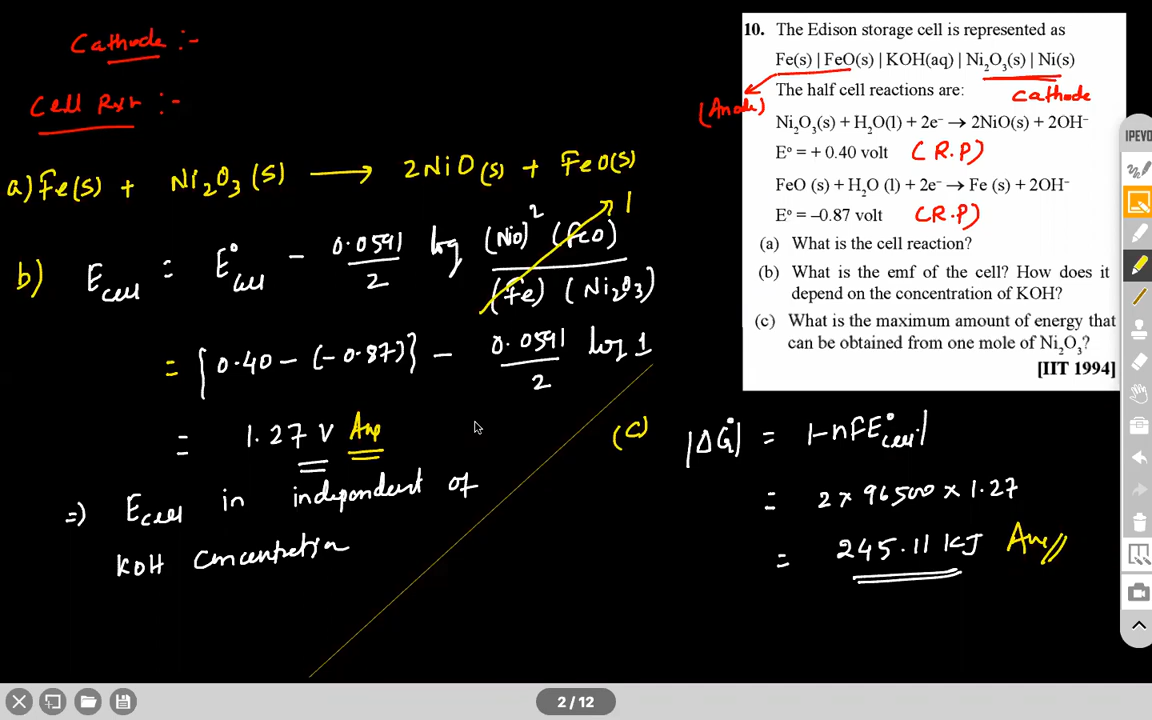 Cathode :-
Cell Rxn :-
a) Fe(s) + Ni₂O₃(s) ⟶ 2NiO(s) + FeO(s)
b) Ecell = E°cell − 0.0591/2 log (NiO)² (FeO) / (Fe) (Ni₂O₃) 1
= [0.40 − (−0.87)] − 0.0591/2 log 1
= 1.27 V Ans
=) Ecell in independent of
KOH concentration
10. The Edison storage cell is represented as
Fe(s) | FeO(s) | KOH(aq) | Ni₂O₃(s) | Ni(s)
(Anode)
The half cell reactions are:
cathode
Ni₂O₃(s) + H₂O(l) + 2e⁻ → 2NiO(s) + 2OH⁻
E° = + 0.40 volt (R.P)
FeO (s) + H₂O (l) + 2e⁻ → Fe (s) + 2OH⁻
E° = –0.87 volt (R.P)
(a) What is the cell reaction?
(b) What is the emf of the cell? How does it
depend on the concentration of KOH?
(c) What is the maximum amount of energy that
can be obtained from one mole of Ni₂O₃?
[IIT 1994]
(c) |ΔG°| = |-nFE°cell|
= 2 × 96500 × 1.27
= 245.11 kJ Ans
IPEVO
2 / 12